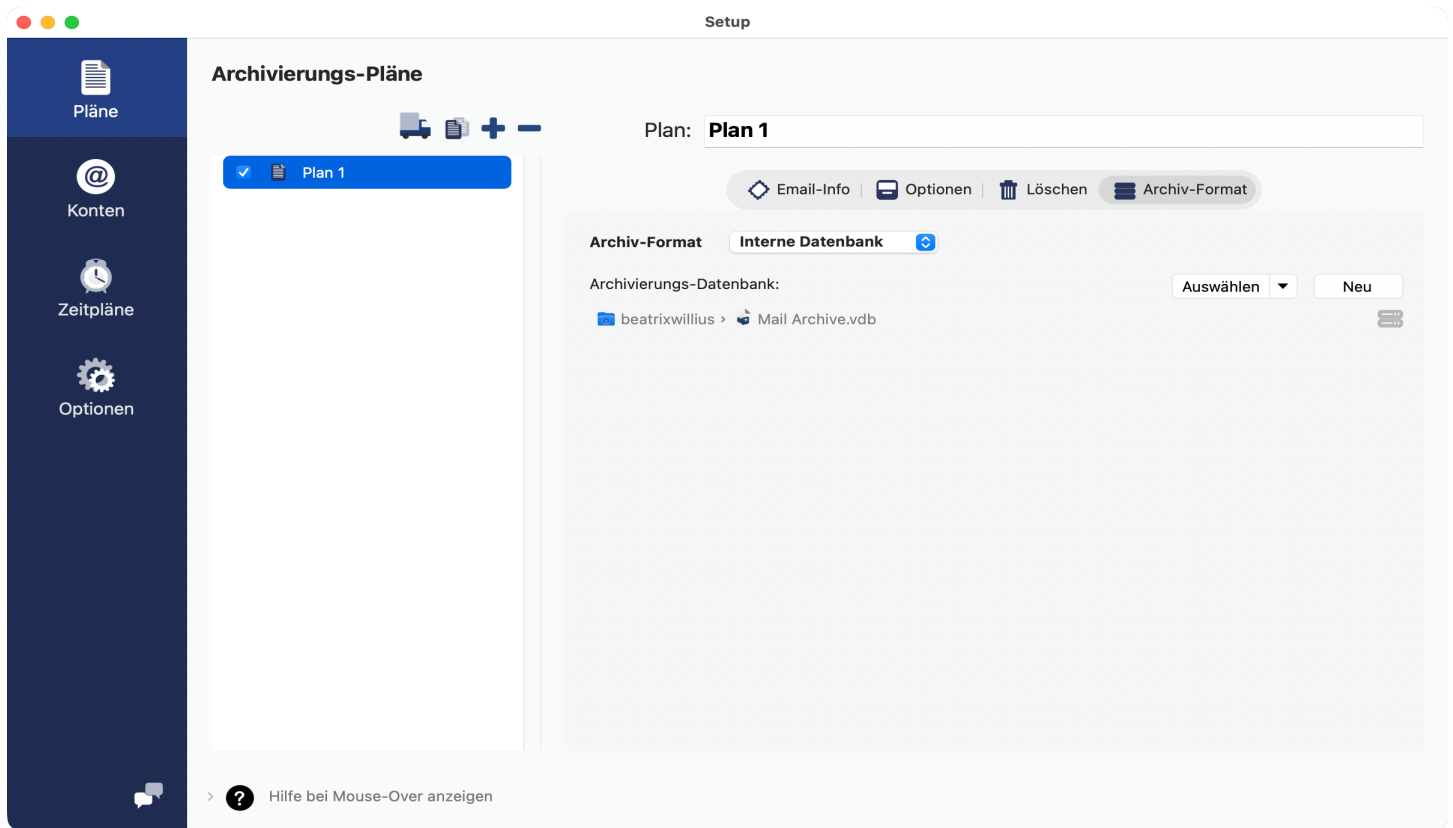 Setup
Pläne
Konten
Zeitpläne
Optionen
Archivierungs-Pläne
Plan 1
Plan: Plan 1
Email-Info Optionen Löschen Archiv-Format
Archiv-Format Interne Datenbank
Archivierungs-Datenbank: Auswählen Neu
beatrixwillius › Mail Archive.vdb
? Hilfe bei Mouse-Over anzeigen